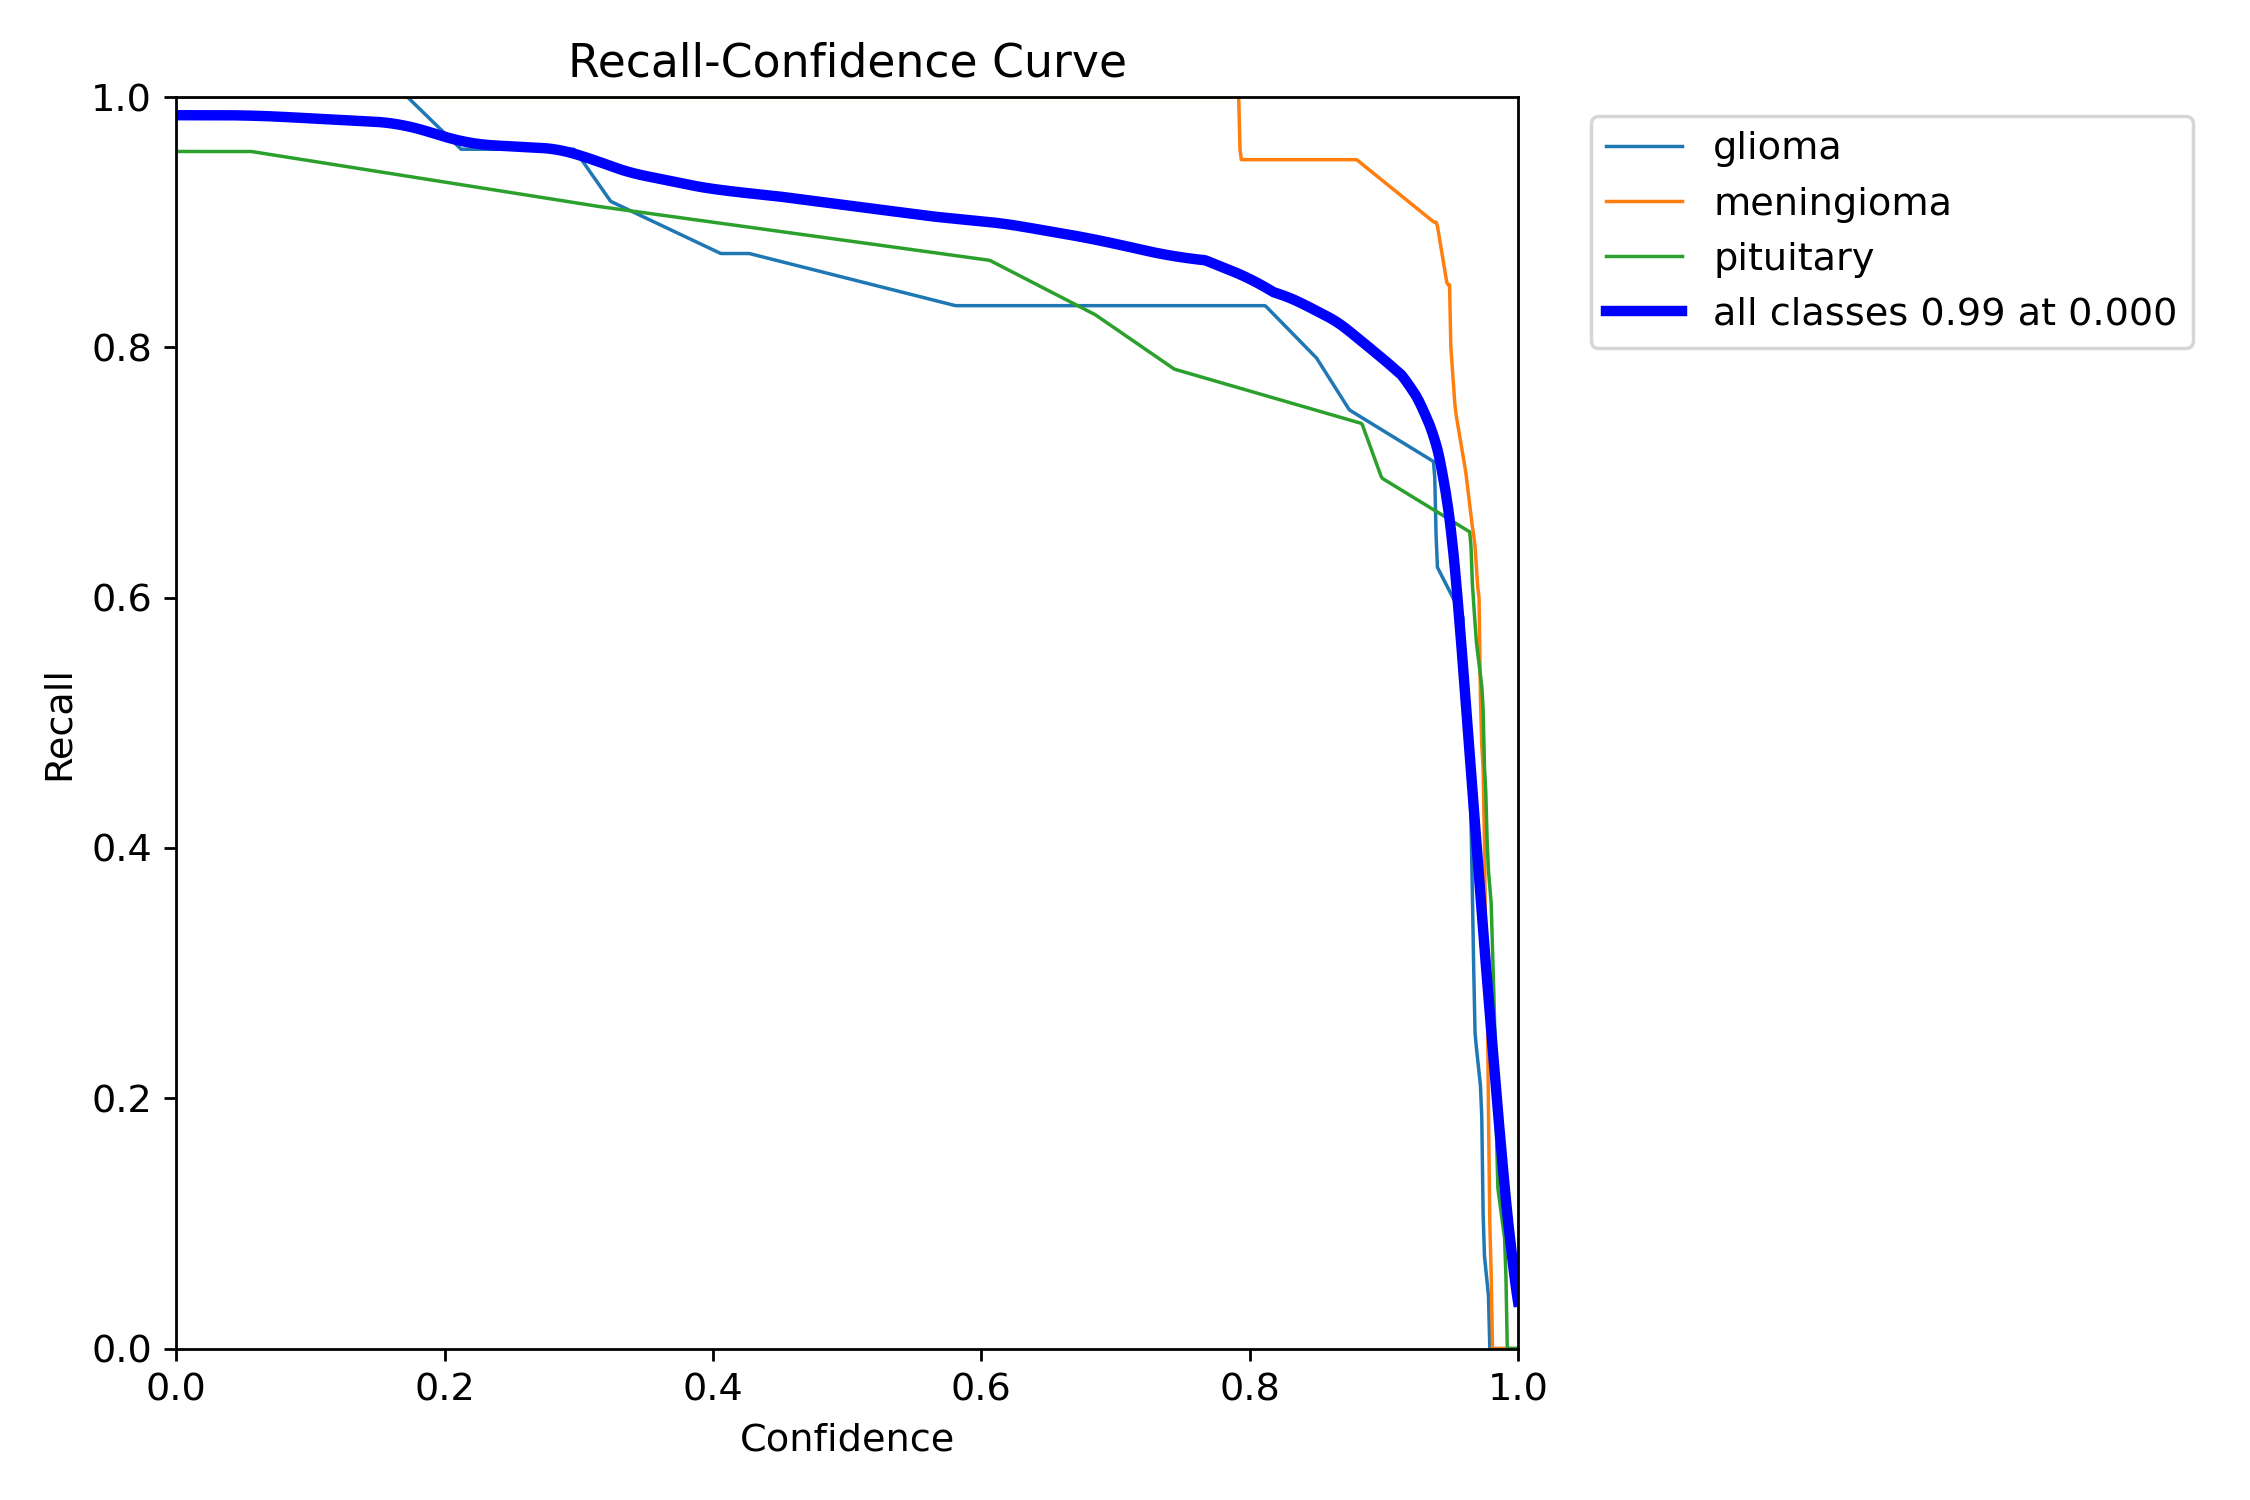 Recall-Confidence Curve
1.0
0.8
0.6
0.4
0.2
0.0
Recall
0.0 0.2 0.4 0.6 0.8 1.0
Confidence
glioma
meningioma
pituitary
all classes 0.99 at 0.000